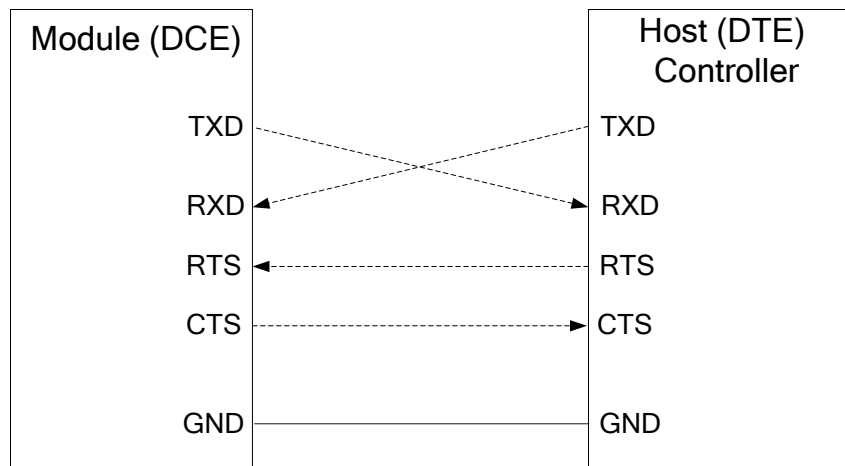 Module (DCE)
TXD
RXD
RTS
CTS
GND
Host (DTE)
Controller
TXD
RXD
RTS
CTS
GND